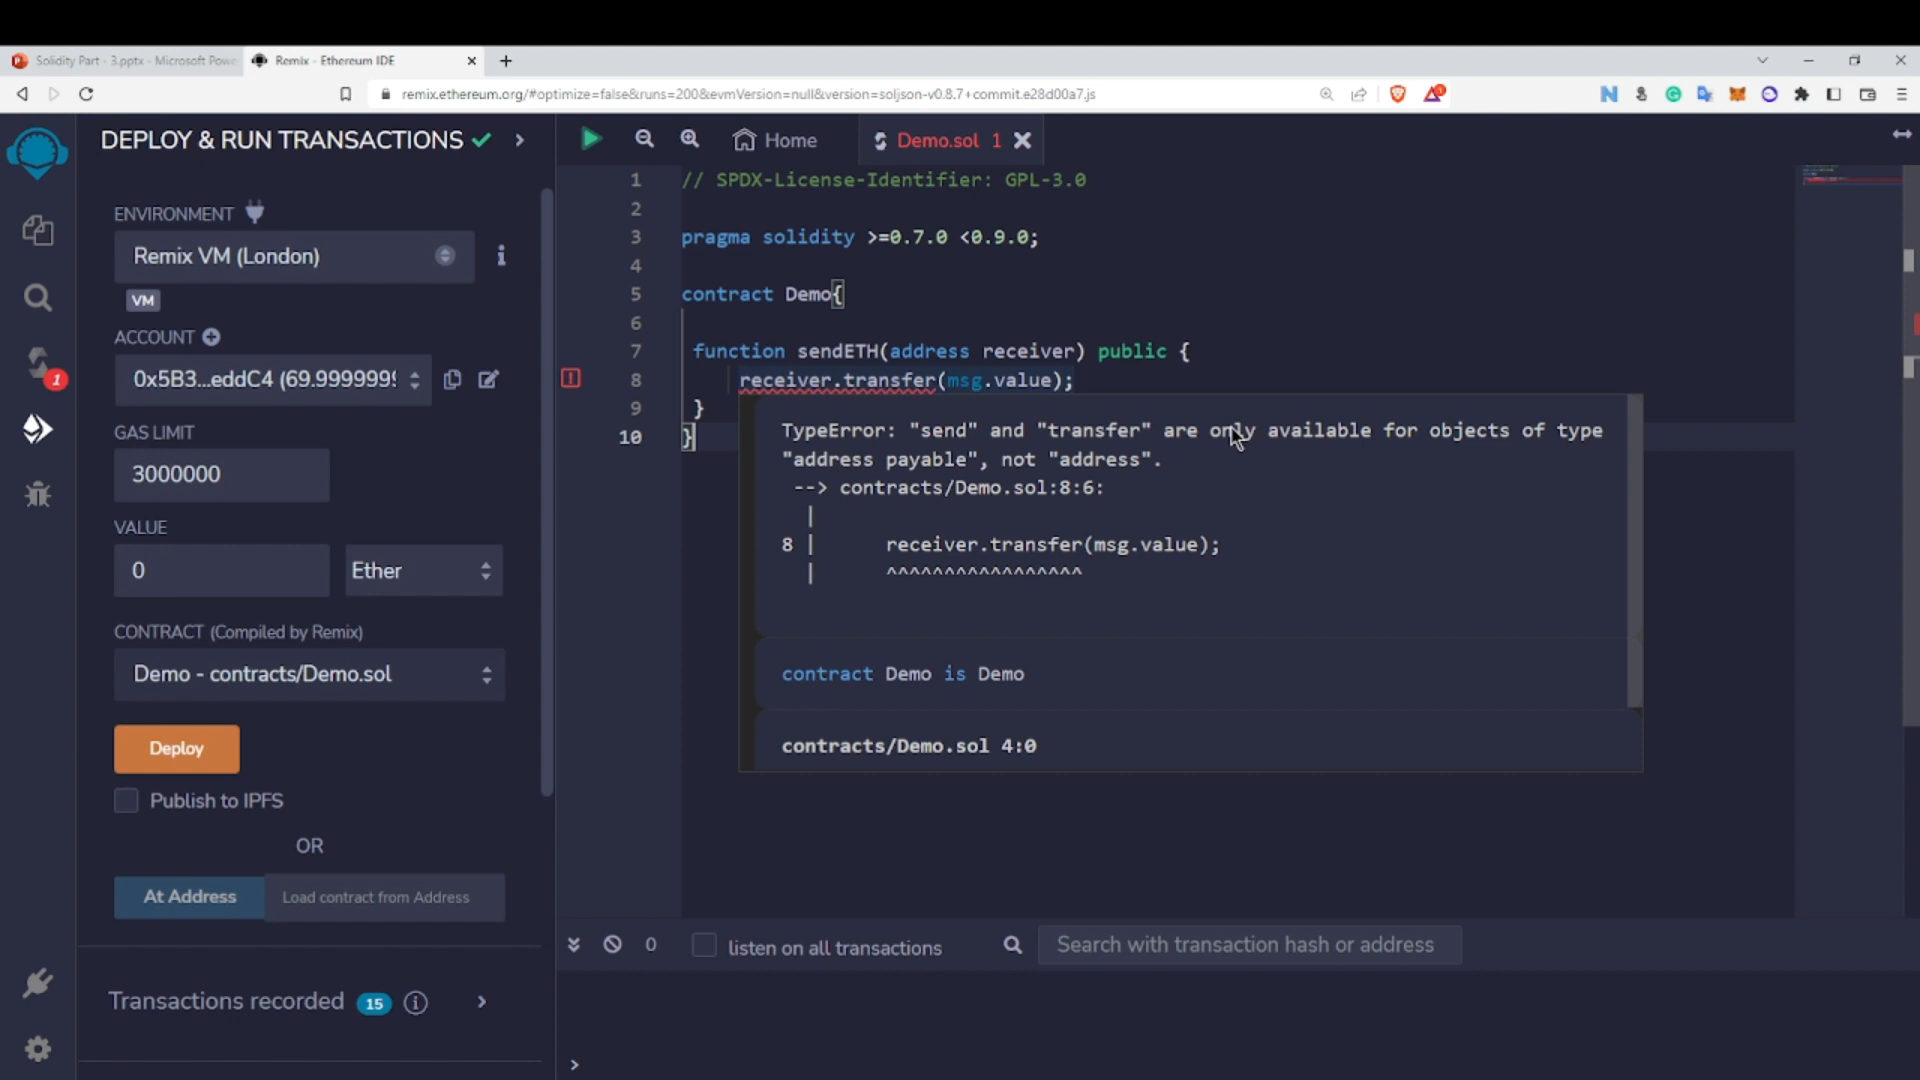 Solidity Part - 3.pptx - Microsoft Powe
Remix - Ethereum IDE
remix.ethereum.org/#optimize=false&runs=200&evmVersion=null&version=soljson-v0.8.7+commit.e28d00a7.js
DEPLOY & RUN TRANSACTIONS
ENVIRONMENT
Remix VM (London)
VM
ACCOUNT
0x5B3...eddC4 (69.9999999
GAS LIMIT
3000000
VALUE
0
Ether
CONTRACT (Compiled by Remix)
Demo - contracts/Demo.sol
Deploy
Publish to IPFS
OR
At Address
Load contract from Address
Transactions recorded 15
1
Home
Demo.sol 1
1 // SPDX-License-Identifier: GPL-3.0
2
3 pragma solidity >=0.7.0 <0.9.0;
4
5 contract Demo{
6
7 function sendETH(address receiver) public {
8 receiver.transfer(msg.value);
9 }
10 }
TypeError: "send" and "transfer" are only available for objects of type
"address payable", not "address".
--> contracts/Demo.sol:8:6:
|
8 | receiver.transfer(msg.value);
| ^^^^^^^^^^^^^^^^^
contract Demo is Demo
contracts/Demo.sol 4:0
0
listen on all transactions
Search with transaction hash or address
>